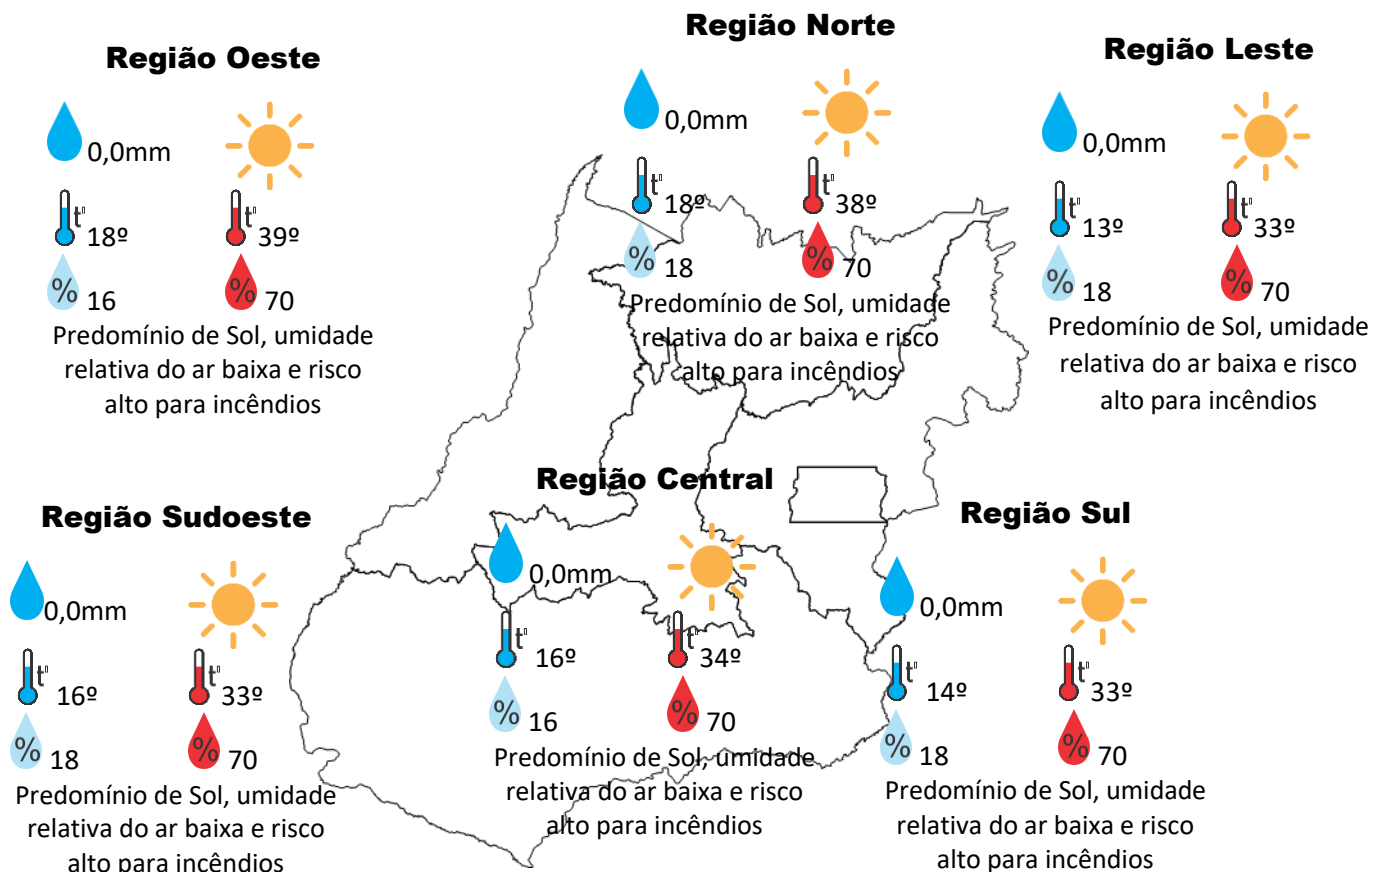 Região Oeste
0,0mm
t°
18º
t°
39º
%
16
%
70
Predomínio de Sol, umidade
relativa do ar baixa e risco
alto para incêndios
Região Norte
0,0mm
t°
18º
t°
38º
%
18
%
70
Predomínio de Sol, umidade
relativa do ar baixa e risco
alto para incêndios
Região Leste
0,0mm
t°
13º
t°
33º
%
18
%
70
Predomínio de Sol, umidade
relativa do ar baixa e risco
alto para incêndios
Região Sudoeste
0,0mm
t°
16º
t°
33º
%
18
%
70
Predomínio de Sol, umidade
relativa do ar baixa e risco
alto para incêndios
Região Central
0,0mm
t°
16º
t°
34º
%
16
%
70
Predomínio de Sol, umidade
relativa do ar baixa e risco
alto para incêndios
Região Sul
0,0mm
t°
14º
t°
33º
%
18
%
70
Predomínio de Sol, umidade
relativa do ar baixa e risco
alto para incêndios